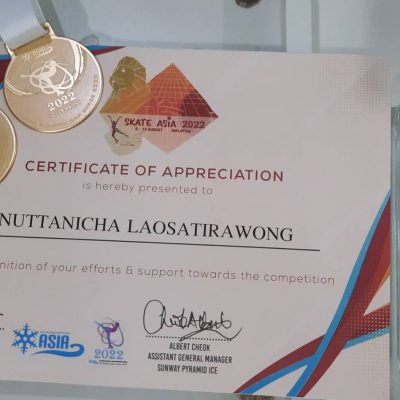 2022
SKATE ASIA 2022
MALAYSIA
CERTIFICATE OF APPRECIATION
is hereby presented to
NUTTANICHA LAOSATIRAWONG
nition of your efforts & support towards the competition
ASIA
2022
ALBERT CHEOK
ASSISTANT GENERAL MANAGER
SUNWAY PYRAMID ICE